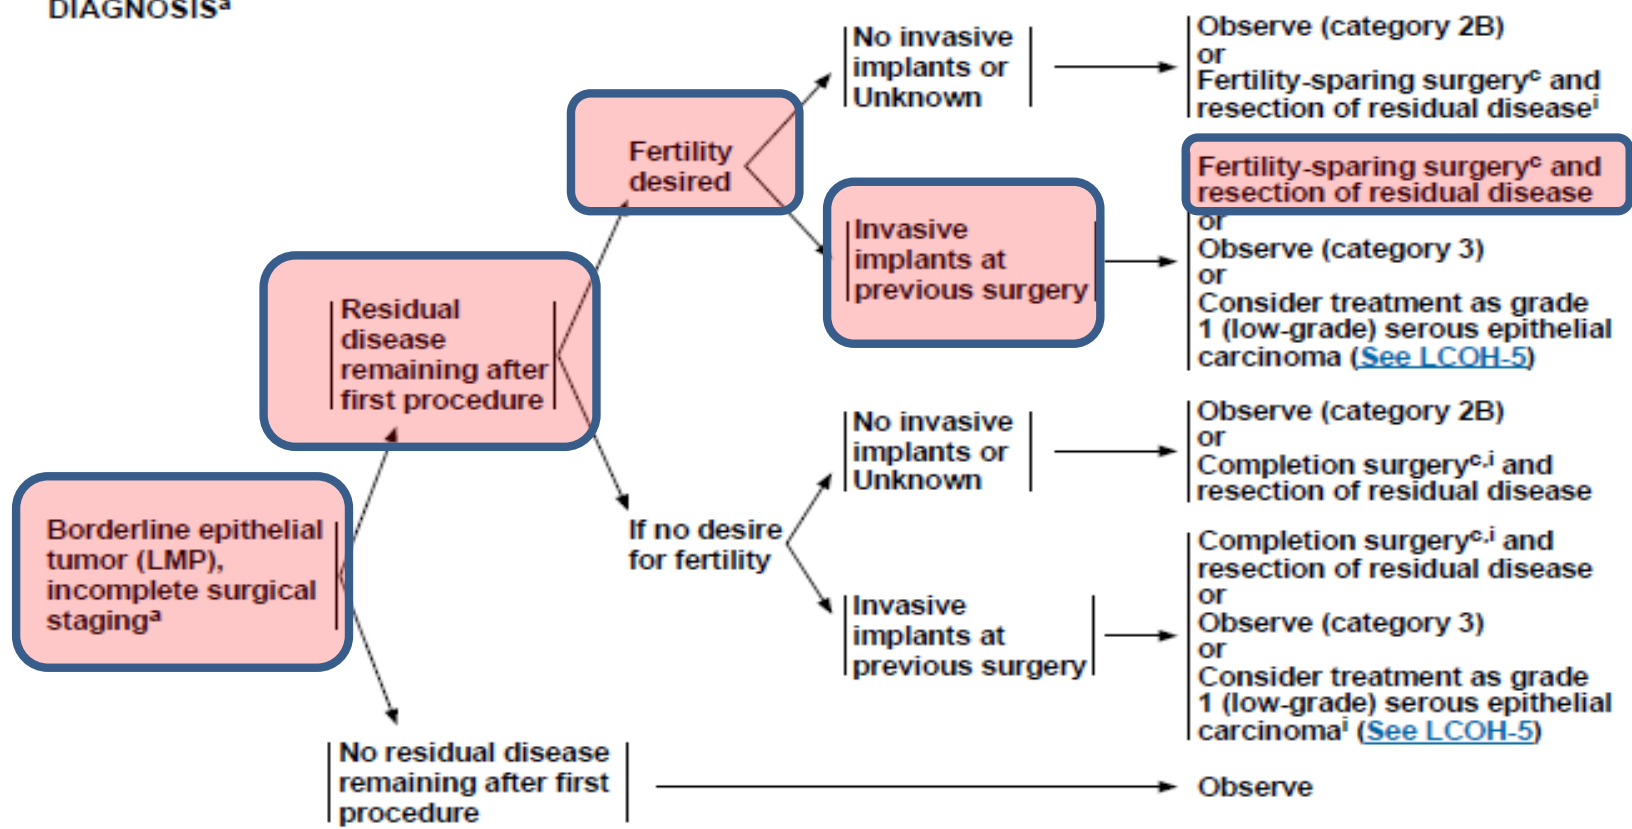 DIAGNOSISᵃ
No invasive
implants or
Unknown
Observe (category 2B)
or
Fertility-sparing surgeryᶜ and
resection of residual diseaseⁱ
Fertility
desired
Fertility-sparing surgeryᶜ and
resection of residual disease
or
Observe (category 3)
or
Consider treatment as grade
1 (low-grade) serous epithelial
carcinoma (See LCOH-5)
Invasive
implants at
previous surgery
Residual
disease
remaining after
first procedure
No invasive
implants or
Unknown
Observe (category 2B)
or
Completion surgeryᶜ,ⁱ and
resection of residual disease
Borderline epithelial
tumor (LMP),
incomplete surgical
stagingᵃ
If no desire
for fertility
Invasive
implants at
previous surgery
Completion surgeryᶜ,ⁱ and
resection of residual disease
or
Observe (category 3)
or
Consider treatment as grade
1 (low-grade) serous epithelial
carcinomaⁱ (See LCOH-5)
No residual disease
remaining after first
procedure
Observe